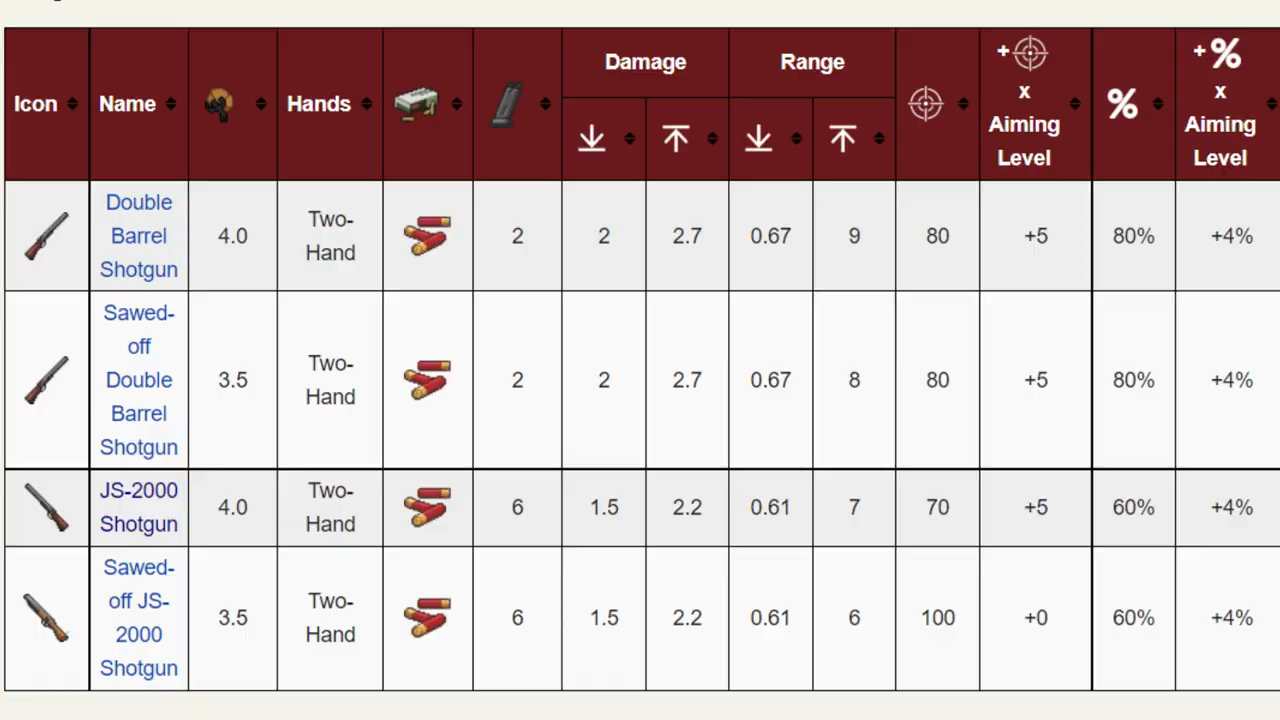 Damage Range
Icon Name Hands + x Aiming Level % +% x Aiming Level
Double Barrel Shotgun 4.0 Two-Hand 2 2 2.7 0.67 9 80 +5 80% +4%
Sawed-off Double Barrel Shotgun 3.5 Two-Hand 2 2 2.7 0.67 8 80 +5 80% +4%
JS-2000 Shotgun 4.0 Two-Hand 6 1.5 2.2 0.61 7 70 +5 60% +4%
Sawed-off JS-2000 Shotgun 3.5 Two-Hand 6 1.5 2.2 0.61 6 100 +0 60% +4%